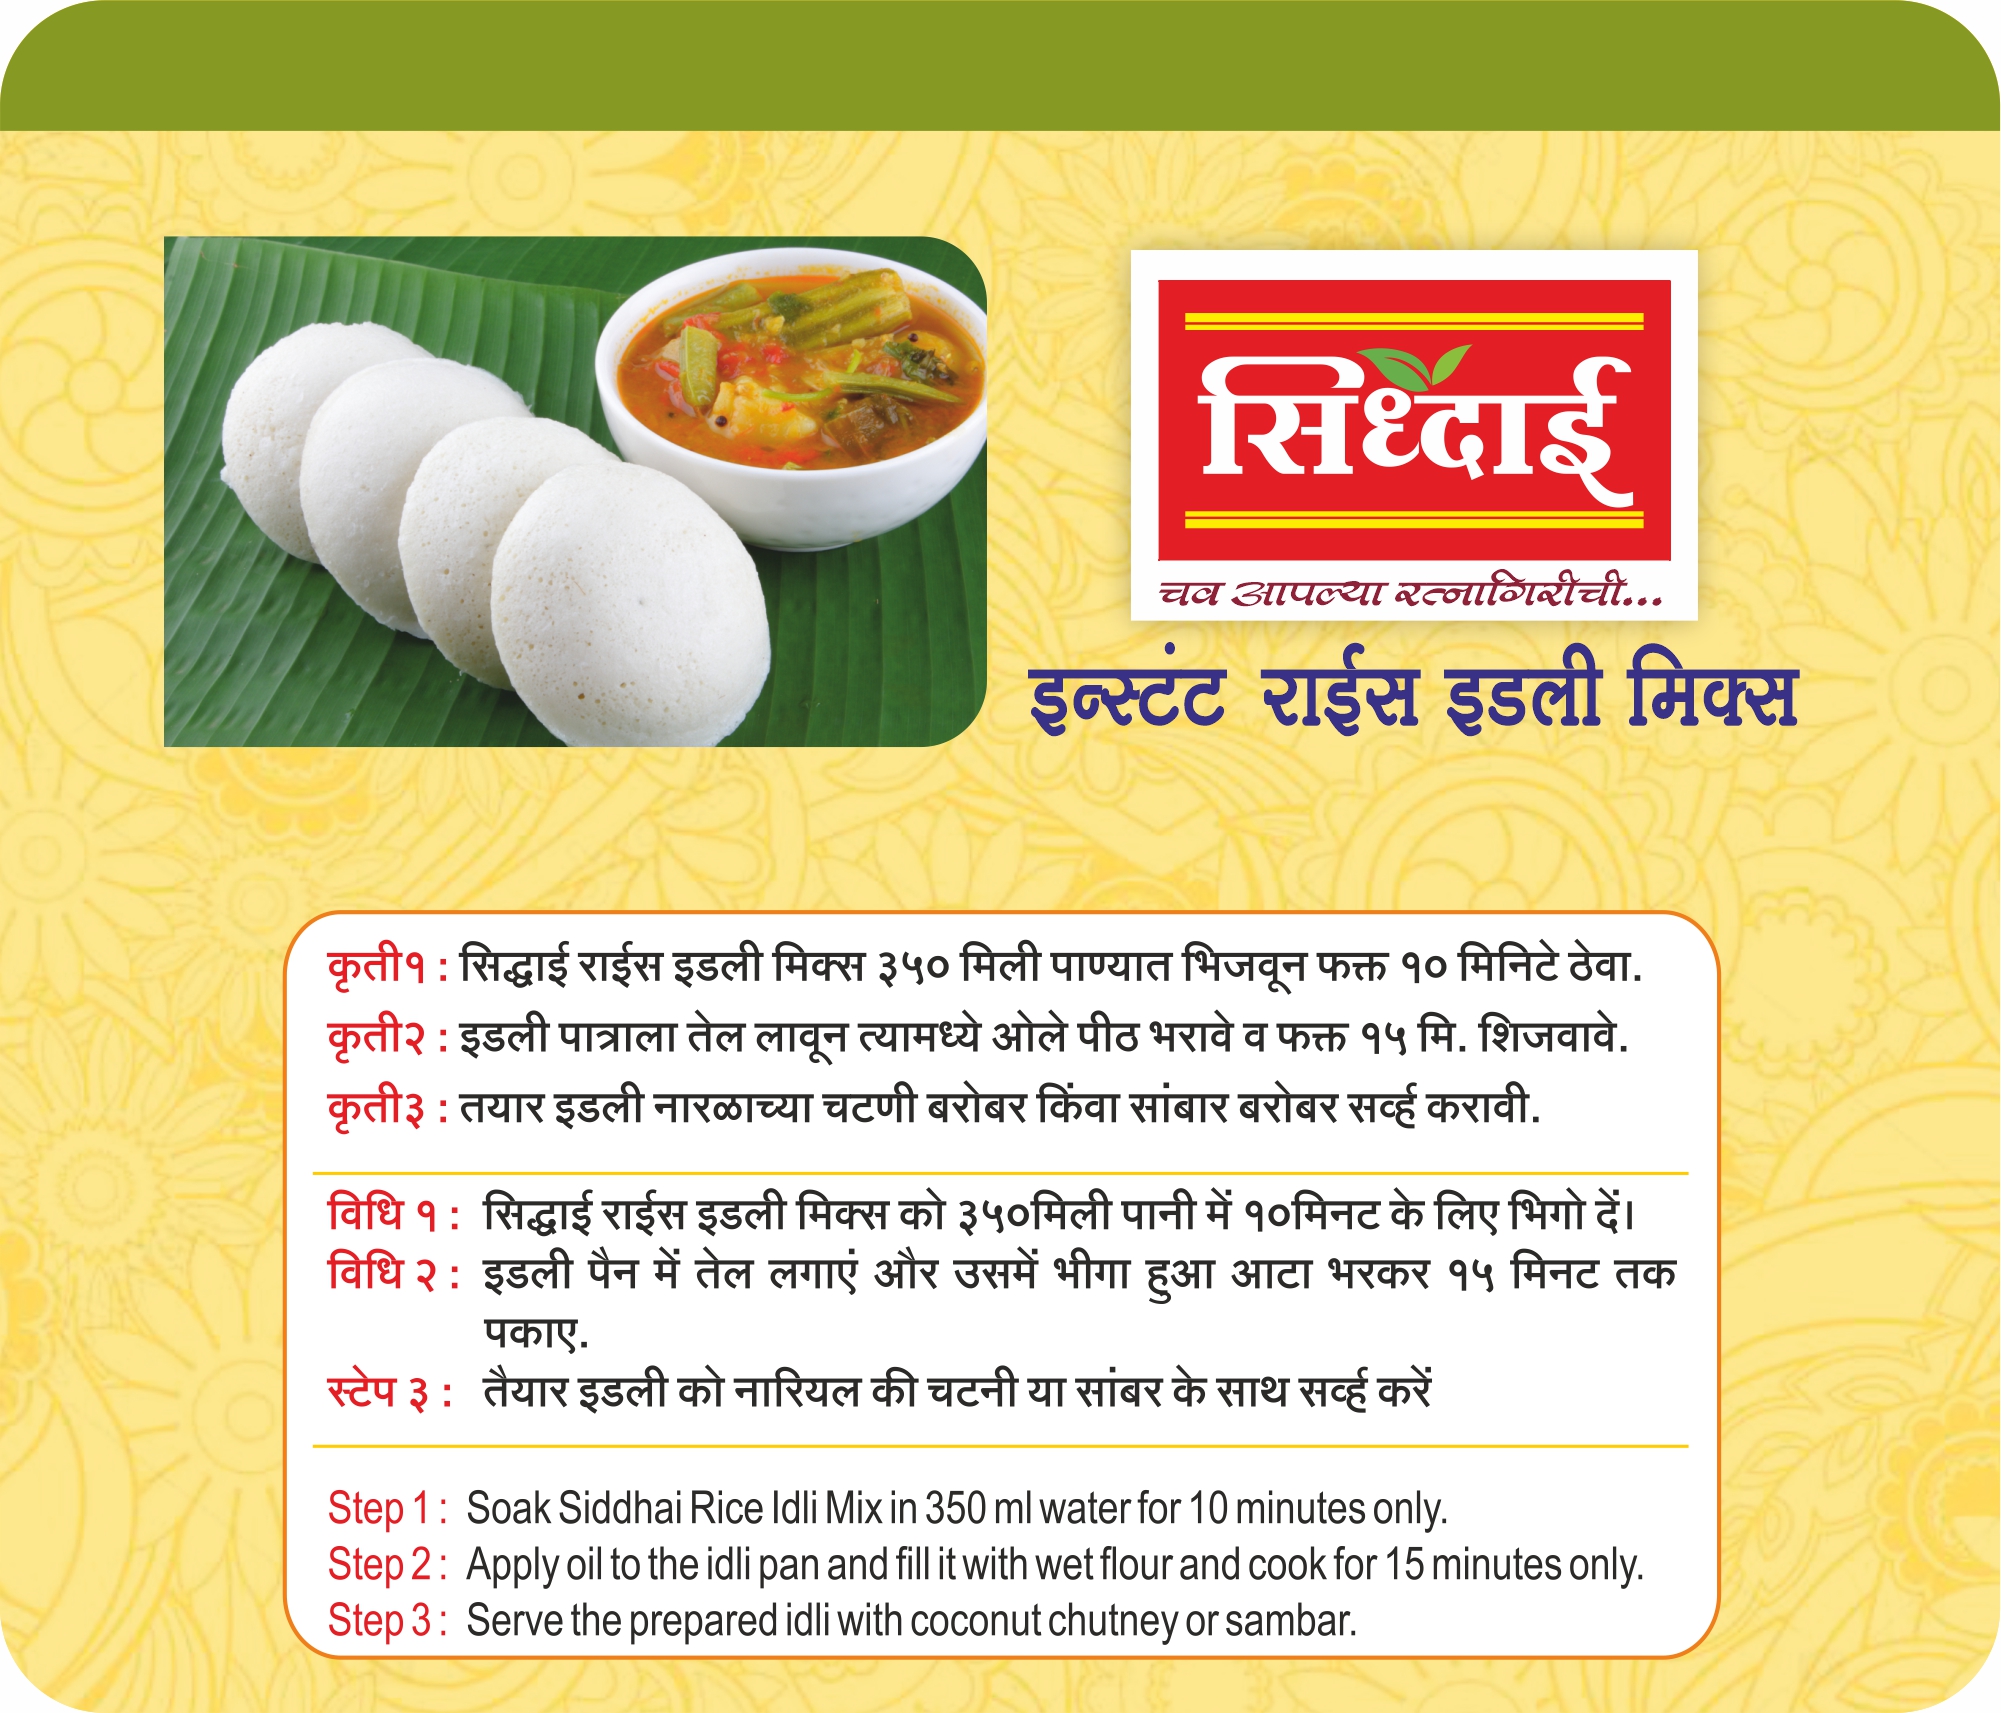 सिध्दाई
चव आपल्या रत्नागिरीची...
इन्स्टंट राईस इडली मिक्स
कृती१ : सिद्धाई राईस इडली मिक्स ३५० मिली पाण्यात भिजवून फक्त १० मिनिटे ठेवा.
कृती२ : इडली पात्राला तेल लावून त्यामध्ये ओले पीठ भरावे व फक्त १५ मि. शिजवावे.
कृती३ : तयार इडली नारळाच्या चटणी बरोबर किंवा सांबार बरोबर सर्व्ह करावी.
विधि १ : सिद्धाई राईस इडली मिक्स को ३५०मिली पानी में १०मिनट के लिए भिगो दें।
विधि २ : इडली पैन में तेल लगाएं और उसमें भीगा हुआ आटा भरकर १५ मिनट तक
पकाए.
स्टेप ३ : तैयार इडली को नारियल की चटनी या सांबर के साथ सर्व्ह करें
Step 1 : Soak Siddhai Rice Idli Mix in 350 ml water for 10 minutes only.
Step 2 : Apply oil to the idli pan and fill it with wet flour and cook for 15 minutes only.
Step 3 : Serve the prepared idli with coconut chutney or sambar.